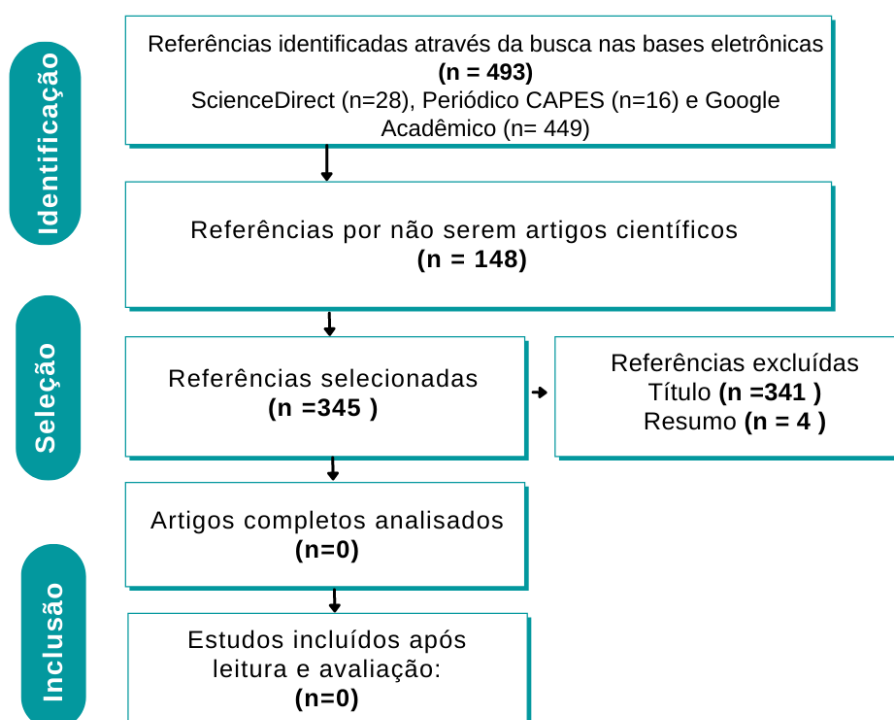 Identificação
Referências identificadas através da busca nas bases eletrônicas
(n = 493)
ScienceDirect (n=28), Periódico CAPES (n=16) e Google
Acadêmico (n= 449)
Referências por não serem artigos científicos
(n = 148)
Seleção
Referências selecionadas
(n =345 )
Referências excluídas
Título (n =341 )
Resumo (n = 4 )
Artigos completos analisados
(n=0)
Inclusão
Estudos incluídos após
leitura e avaliação:
(n=0)